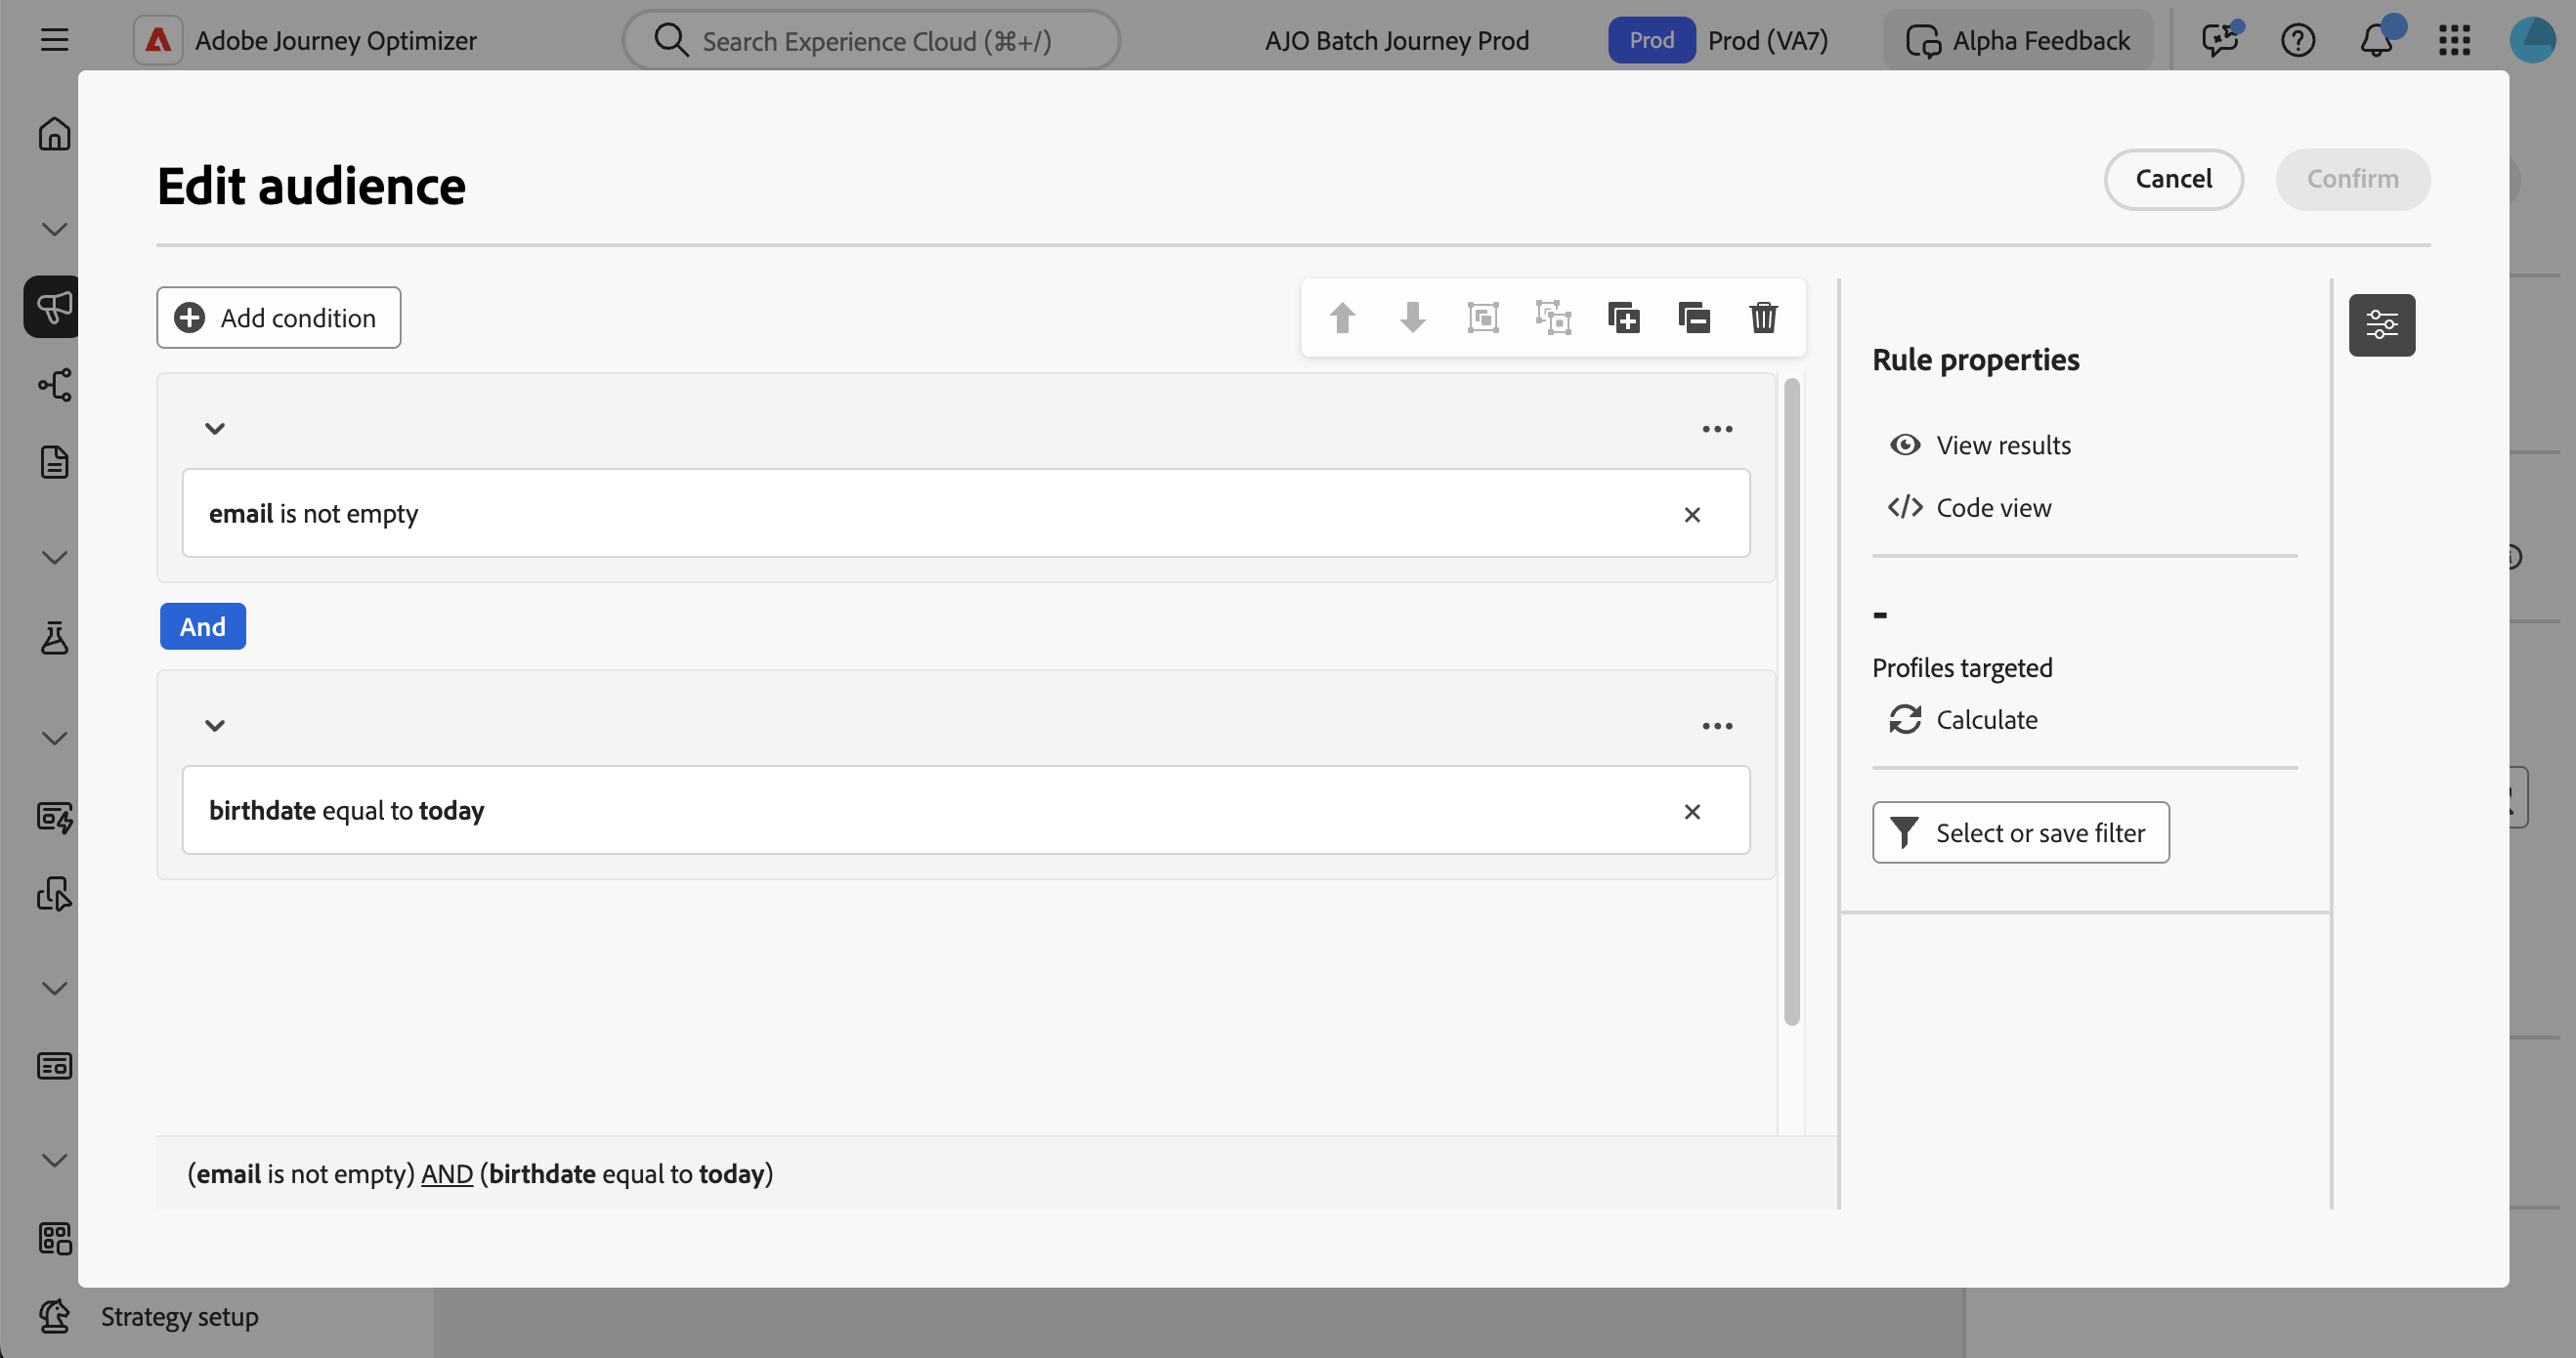 Adobe Journey Optimizer
Search Experience Cloud (⌘+/)
AJO Batch Journey Prod
Prod
Prod (VA7)
Alpha Feedback
Edit audience
Cancel
Confirm
Add condition
email is not empty
And
birthdate equal to today
(email is not empty) AND (birthdate equal to today)
Rule properties
View results
Code view
-
Profiles targeted
Calculate
Select or save filter
Strategy setup